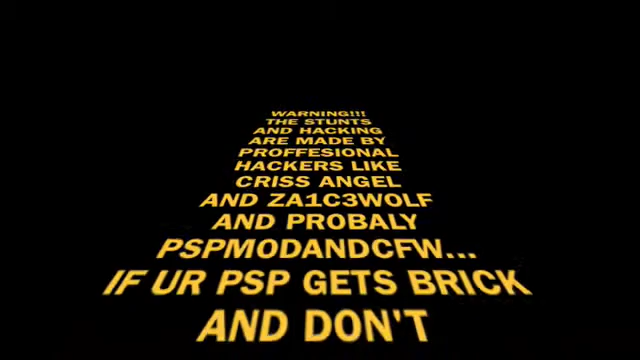 WARNING!!!
THE STUNTS
AND HACKING
ARE MADE BY
PROFFESIONAL
HACKERS LIKE
CRISS ANGEL
AND ZA1C3WOLF
AND PROBALY
PSPMODANDCFW...
IF UR PSP GETS BRICK
AND DON'T